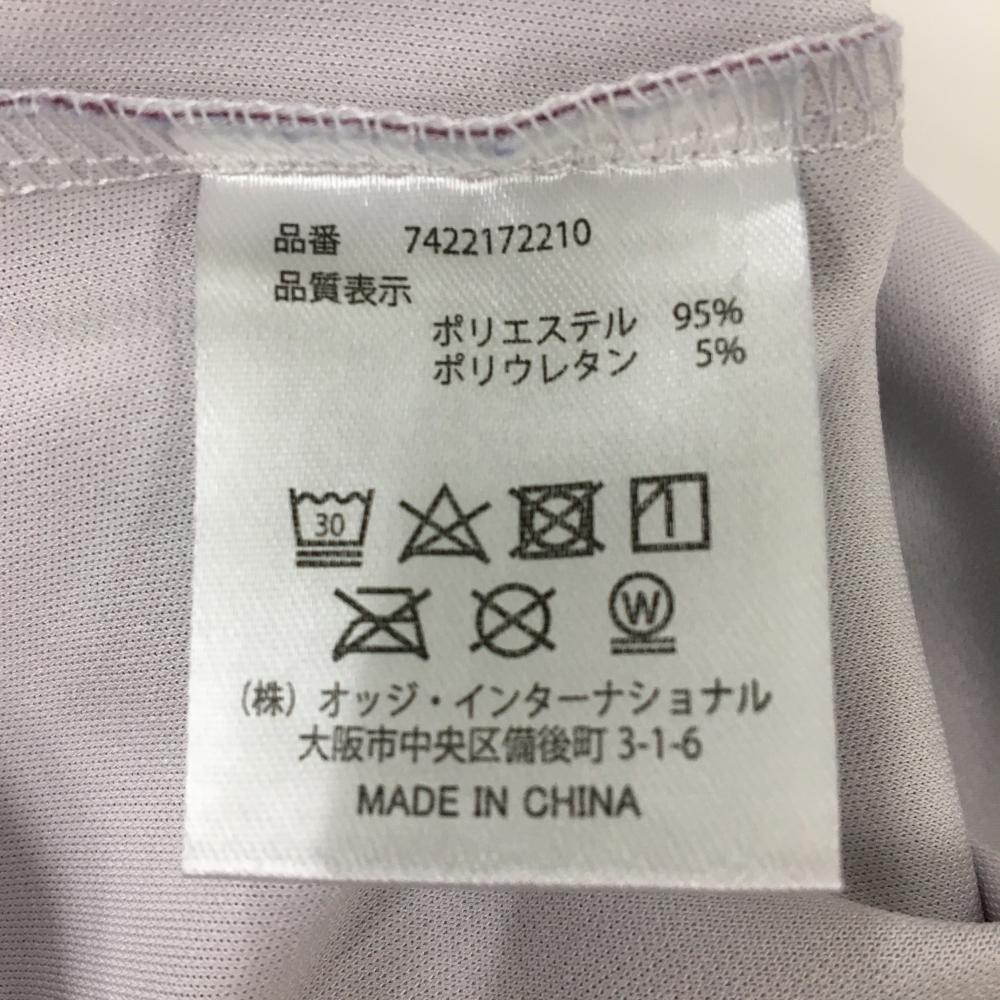 品番 7422172210
品質表示
ポリエステル 95%
ポリウレタン 5%
30
W
(株) オッジ・インターナショナル
大阪市中央区備後町 3-1-6
MADE IN CHINA